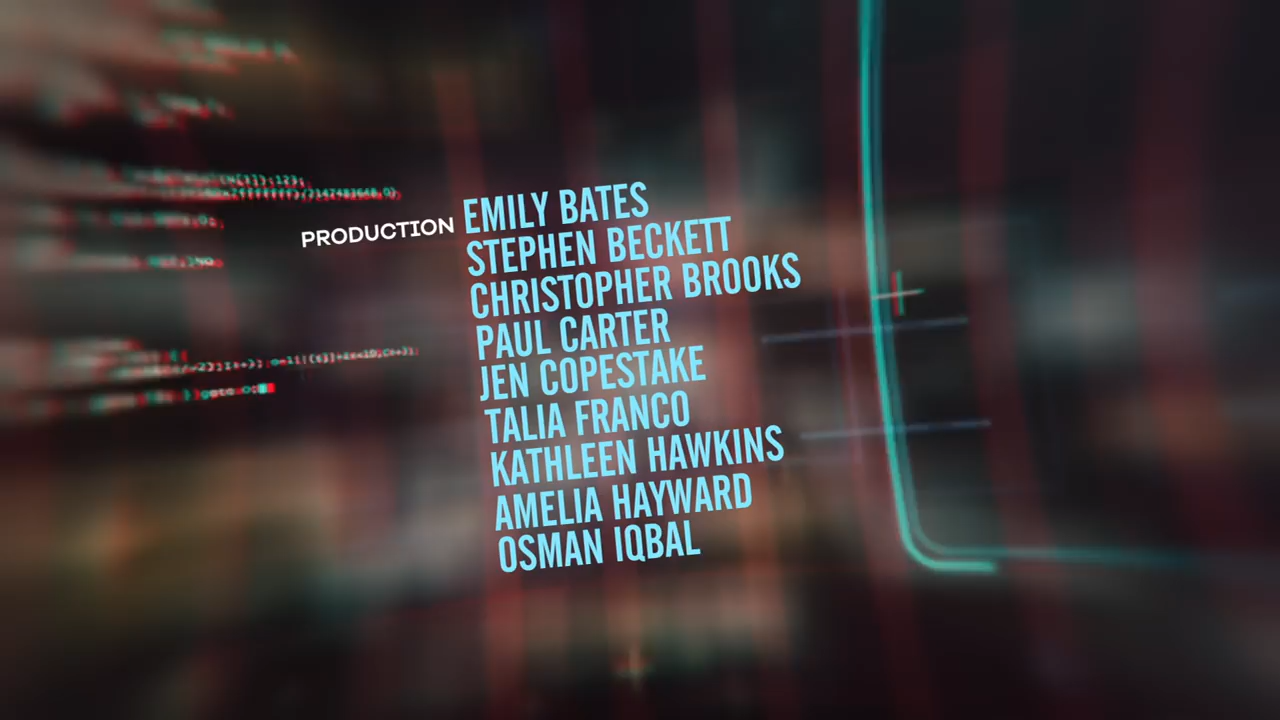 PRODUCTION EMILY BATES
STEPHEN BECKETT
CHRISTOPHER BROOKS
PAUL CARTER
JEN COPESTAKE
TALIA FRANCO
KATHLEEN HAWKINS
AMELIA HAYWARD
OSMAN IQBAL